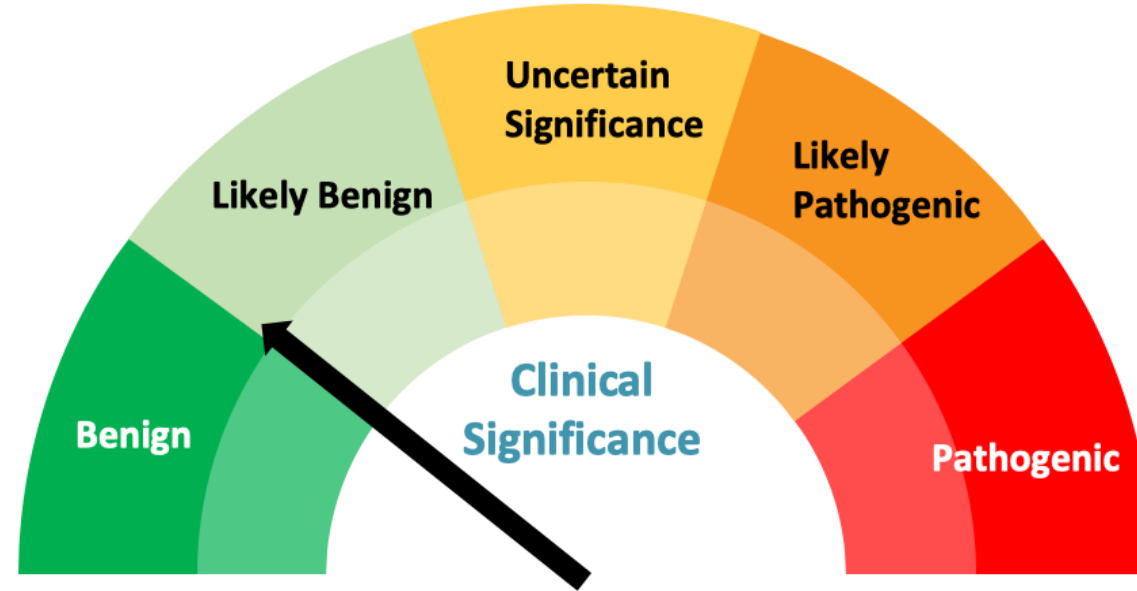 Uncertain
Significance
Likely
Pathogenic
Likely Benign
Clinical
Significance
Benign
Pathogenic